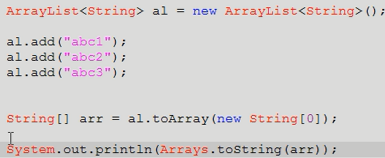 ArrayList<String> al = new ArrayList<String>();
al.add("abc1");
al.add("abc2");
al.add("abc3");
String[] arr = al.toArray(new String[0]);
System.out.println(Arrays.toString(arr));